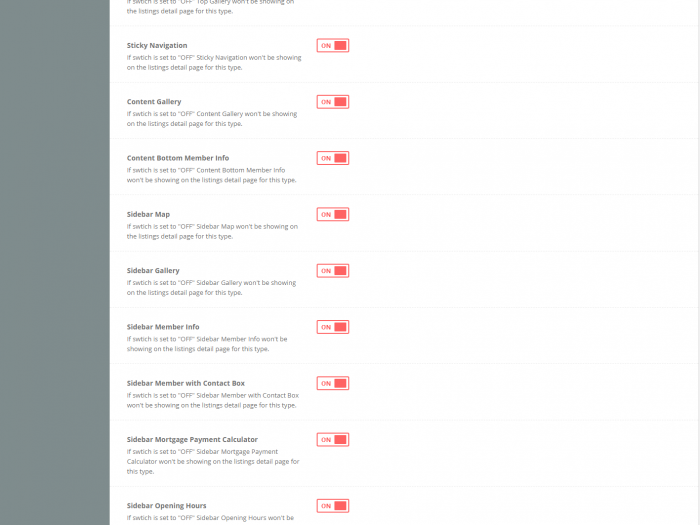 If swtich is set to "OFF" Top Gallery won't be showing
on the listings detail page for this type.
Sticky Navigation
ON
If swtich is set to "OFF" Sticky Navigation won't be showing
on the listings detail page for this type.
Content Gallery
ON
If swtich is set to "OFF" Content Gallery won't be showing
on the listings detail page for this type.
Content Bottom Member Info
ON
If swtich is set to "OFF" Content Bottom Member Info
won't be showing on the listings detail page for this type.
Sidebar Map
ON
If swtich is set to "OFF" Sidebar Map won't be showing on
the listings detail page for this type.
Sidebar Gallery
ON
If swtich is set to "OFF" Sidebar Gallery won't be showing
on the listings detail page for this type.
Sidebar Member Info
ON
If swtich is set to "OFF" Sidebar Member Info won't be
showing on the listings detail page for this type.
Sidebar Member with Contact Box
ON
If swtich is set to "OFF" Sidebar Member with Contact Box
won't be showing on the listings detail page for this type.
Sidebar Mortgage Payment Calculator
ON
If swtich is set to "OFF" Sidebar Mortgage Payment
Calculator won't be showing on the listings detail page for
this type.
Sidebar Opening Hours
ON
If swtich is set to "OFF" Sidebar Opening Hours won't be